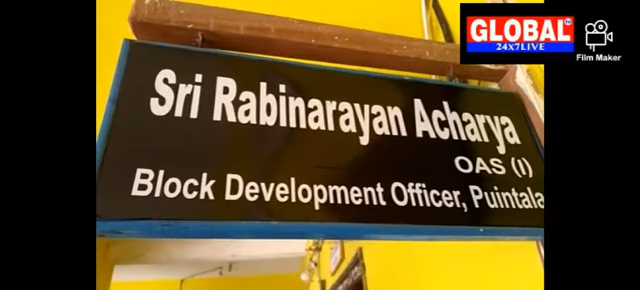 GLOBAL
24X7LIVE
Film Maker
Sri Rabinarayan Acharya
OAS (I)
Block Development Officer, Puintala